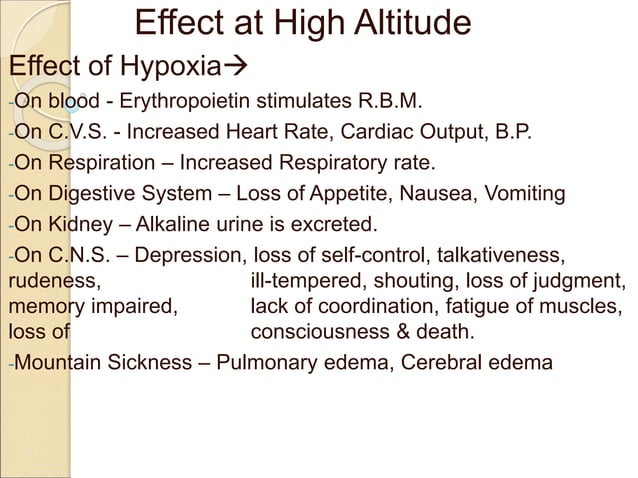 Effect at High Altitude
Effect of Hypoxia→
-On blood - Erythropoietin stimulates R.B.M.
-On C.V.S. - Increased Heart Rate, Cardiac Output, B.P.
-On Respiration – Increased Respiratory rate.
-On Digestive System – Loss of Appetite, Nausea, Vomiting
-On Kidney – Alkaline urine is excreted.
-On C.N.S. – Depression, loss of self-control, talkativeness,
rudeness, ill-tempered, shouting, loss of judgment,
memory impaired, lack of coordination, fatigue of muscles,
loss of consciousness & death.
-Mountain Sickness – Pulmonary edema, Cerebral edema